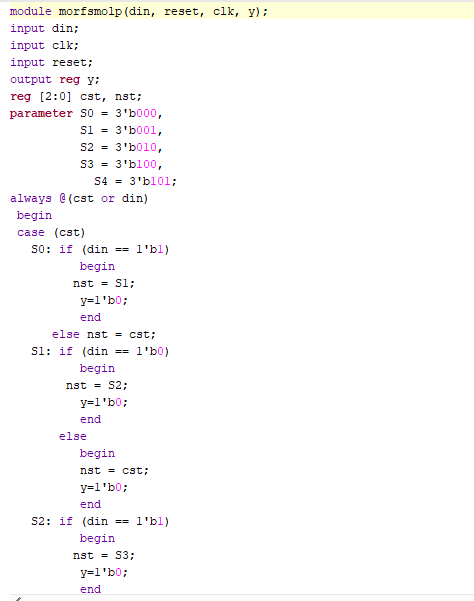 module morfsmolp(din, reset, clk, y);
input din;
input clk;
input reset;
output reg y;
reg [2:0] cst, nst;
parameter S0 = 3'b000,
          S1 = 3'b001,
          S2 = 3'b010,
          S3 = 3'b100,
            S4 = 3'b101;
always @(cst or din)
 begin
 case (cst)
   S0: if (din == 1'b1)
          begin
         nst = S1;
          y=1'b0;
          end
      else nst = cst;
   S1: if (din == 1'b0)
          begin
        nst = S2;
          y=1'b0;
          end
       else
          begin
          nst = cst;
          y=1'b0;
          end
   S2: if (din == 1'b1)
          begin
         nst = S3;
          y=1'b0;
          end